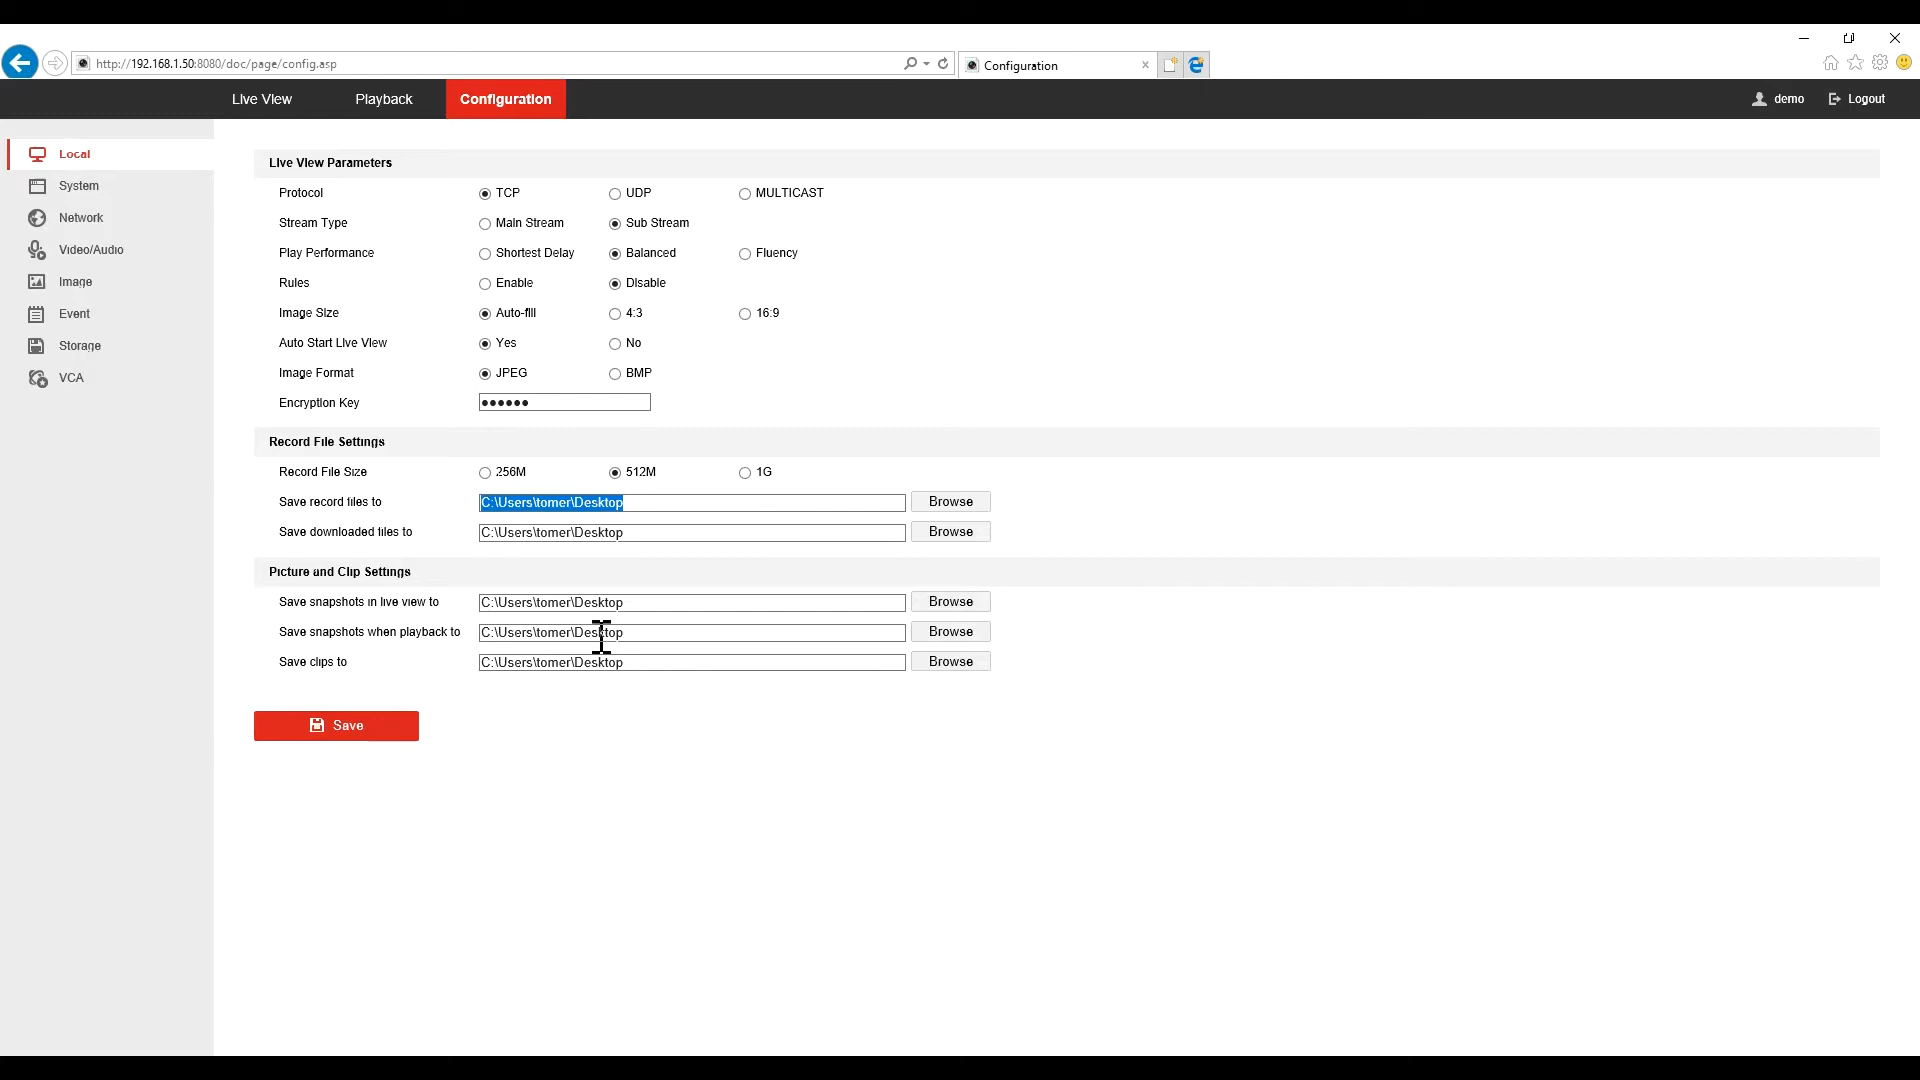 http://192.168.1.50:8080/doc/page/config.asp
Configuration
Live View Playback Configuration demo Logout
Local
System
Network
Video/Audio
Image
Event
Storage
VCA
Live View Parameters
Protocol TCP UDP MULTICAST
Stream Type Main Stream Sub Stream
Play Performance Shortest Delay Balanced Fluency
Rules Enable Disable
Image Size Auto-fill 4:3 16:9
Auto Start Live View Yes No
Image Format JPEG BMP
Encryption Key ••••••
Record File Settings
Record File Size 256M 512M 1G
Save record files to C:\Users\tomer\Desktop Browse
Save downloaded files to C:\Users\tomer\Desktop Browse
Picture and Clip Settings
Save snapshots in live view to C:\Users\tomer\Desktop Browse
Save snapshots when playback to C:\Users\tomer\Desktop Browse
Save clips to C:\Users\tomer\Desktop Browse
Save